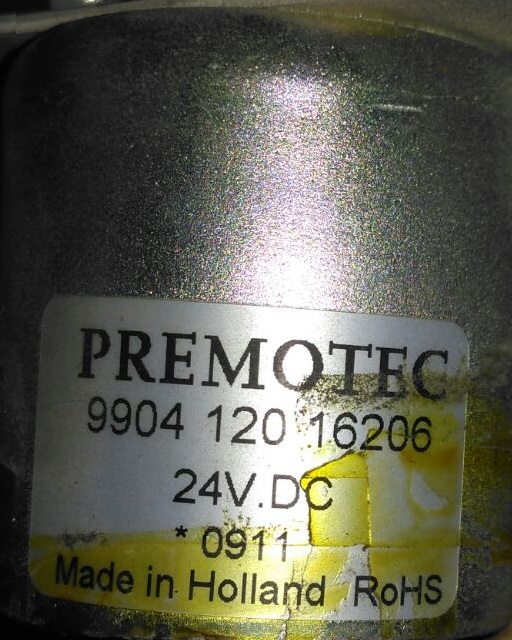 PREMOTEC
9904 120 16206
24V.DC
* 0911
Made in Holland RoHS